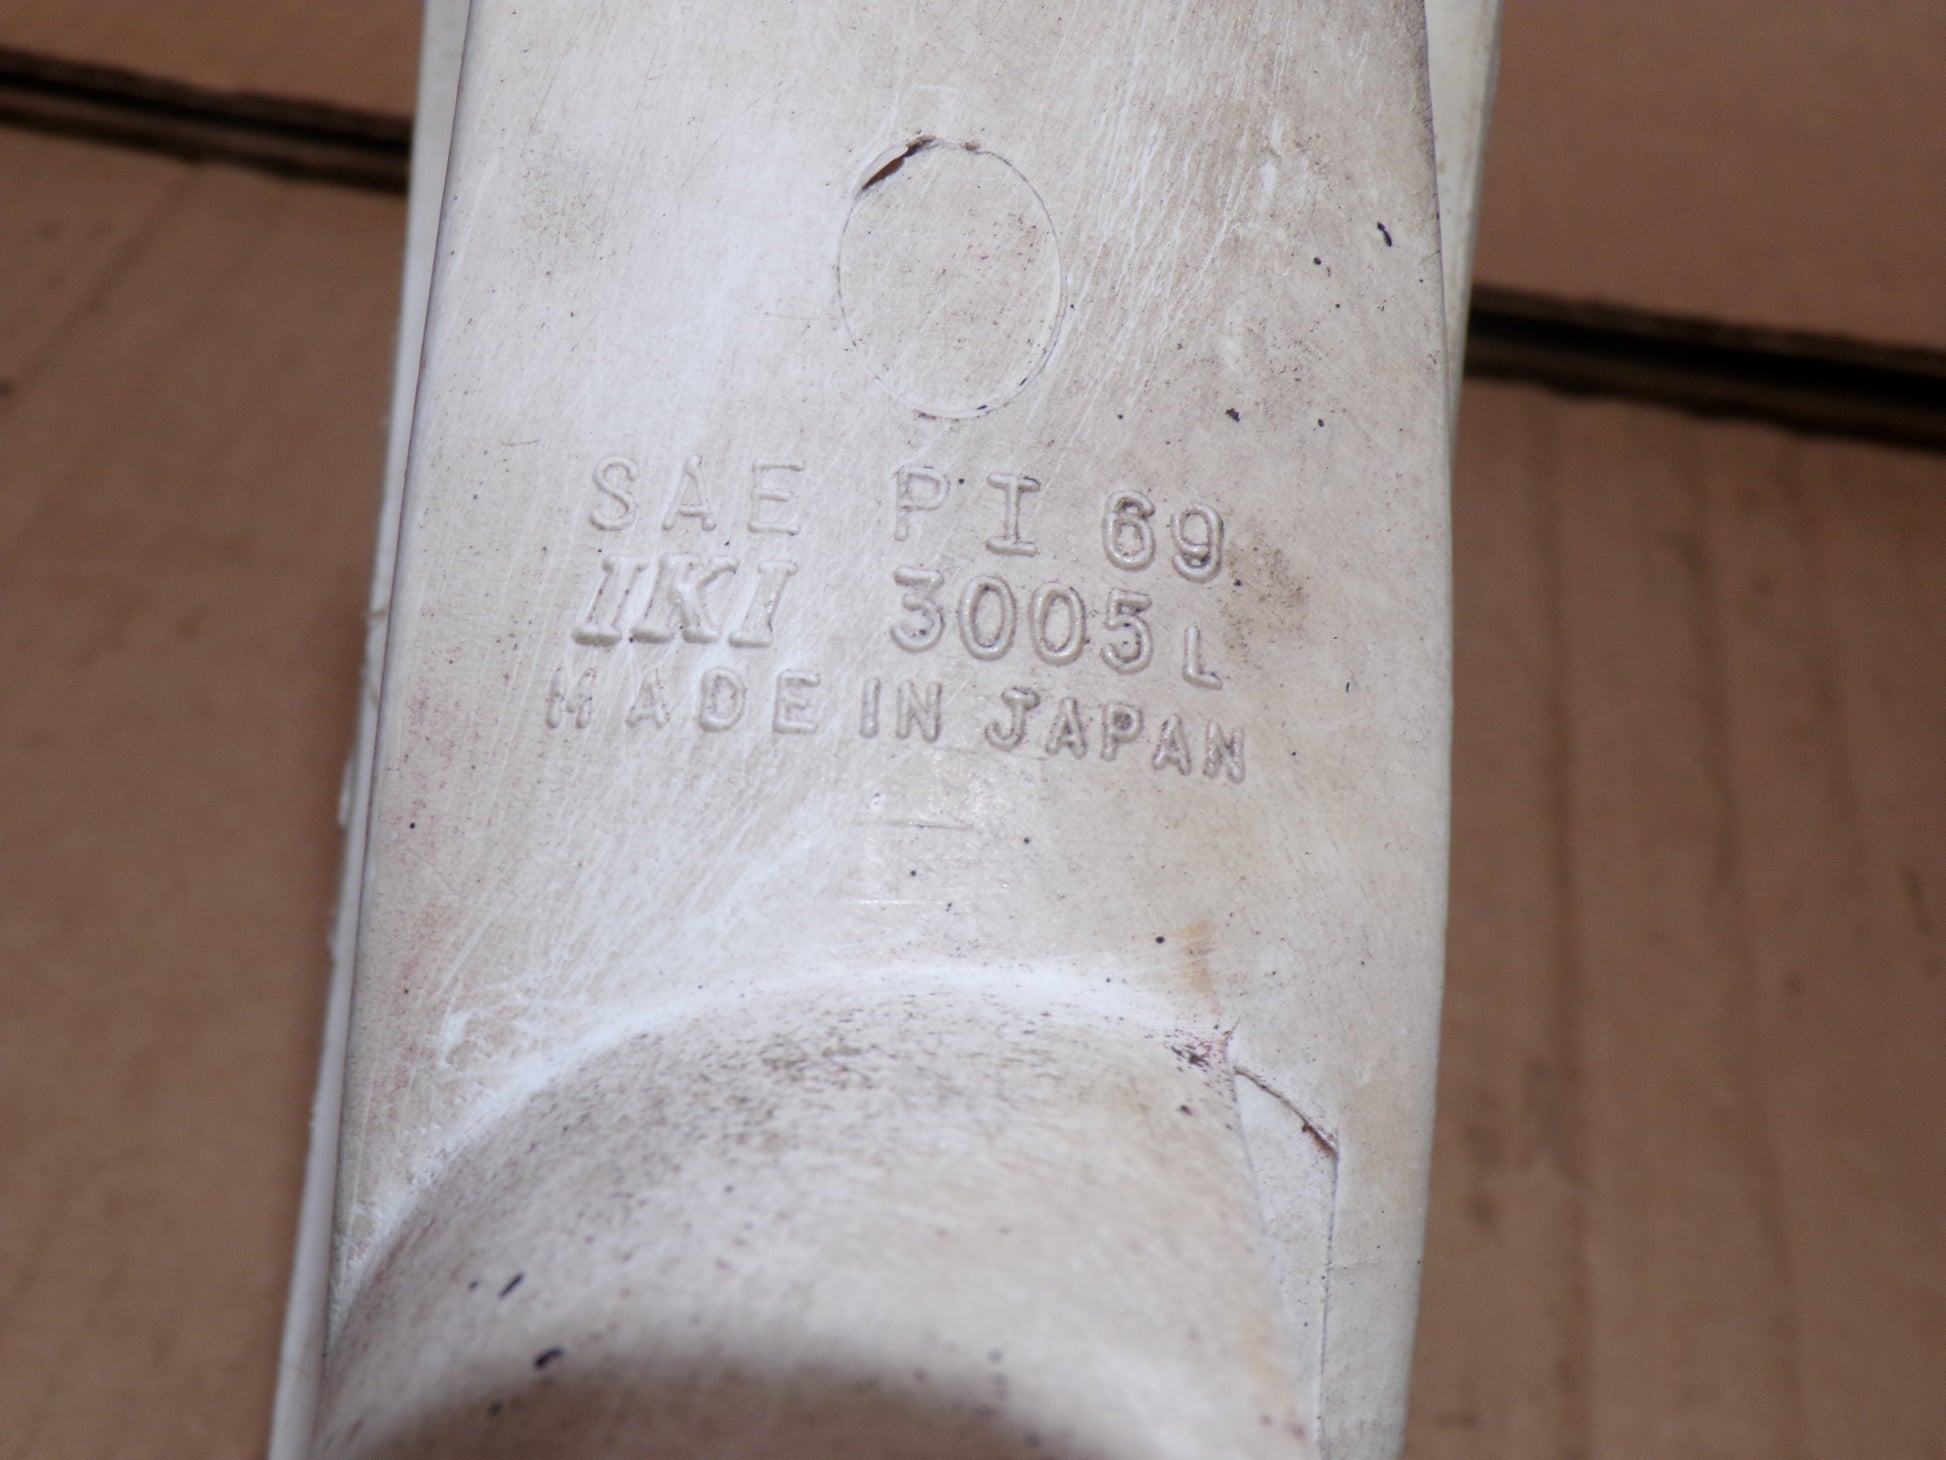 SAE PI 69
IKI 3005L
MADE IN JAPAN